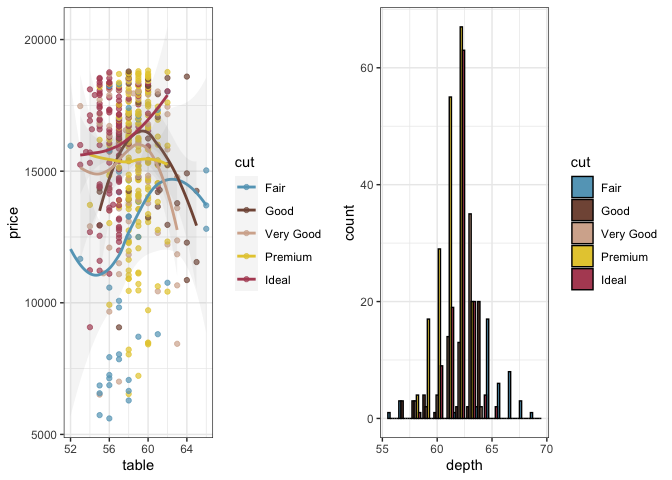 20000
15000
10000
5000
price
52
56
60
64
table
cut
Fair
Good
Very Good
Premium
Ideal
60
40
20
0
count
55
60
65
70
depth
cut
Fair
Good
Very Good
Premium
Ideal